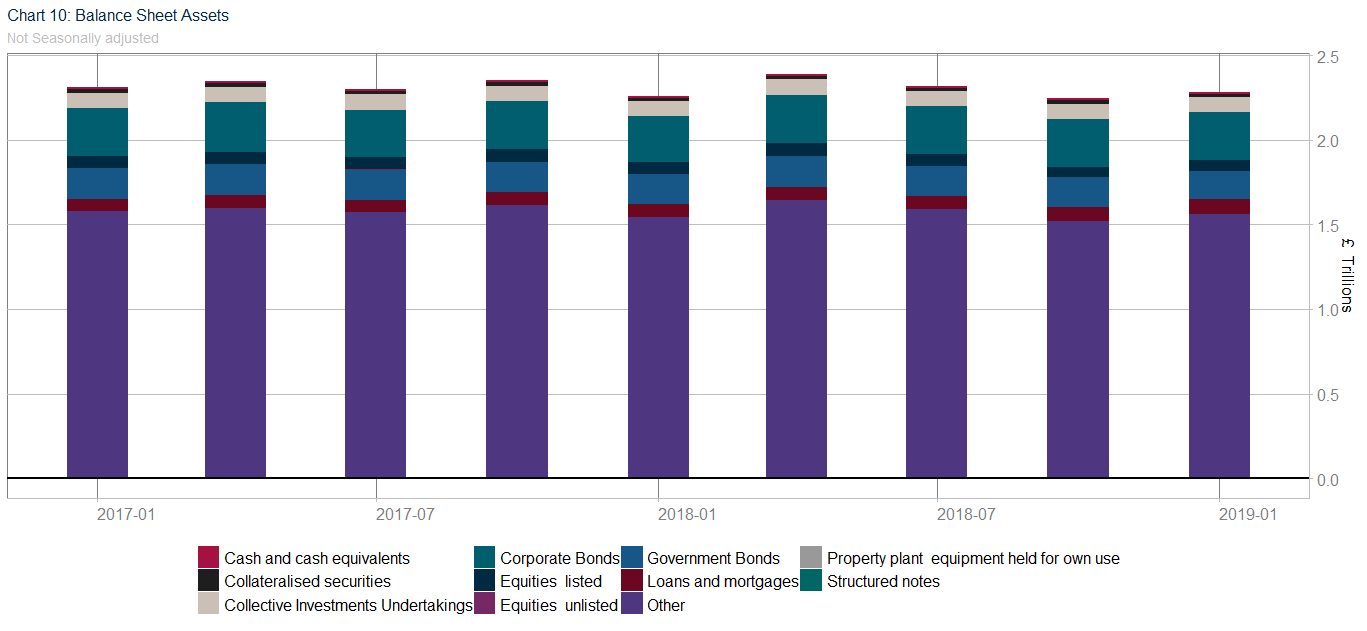 Chart 10: Balance Sheet Assets
Not Seasonally adjusted
2.5
2.0
1.5
1.0
0.5
0.0
£ Trillions
2017-01 2017-07 2018-01 2018-07 2019-01
Cash and cash equivalents Corporate Bonds Government Bonds Property plant  equipment held for own use
Collateralised securities Equities  listed Loans and mortgages Structured notes
Collective Investments Undertakings Equities  unlisted Other